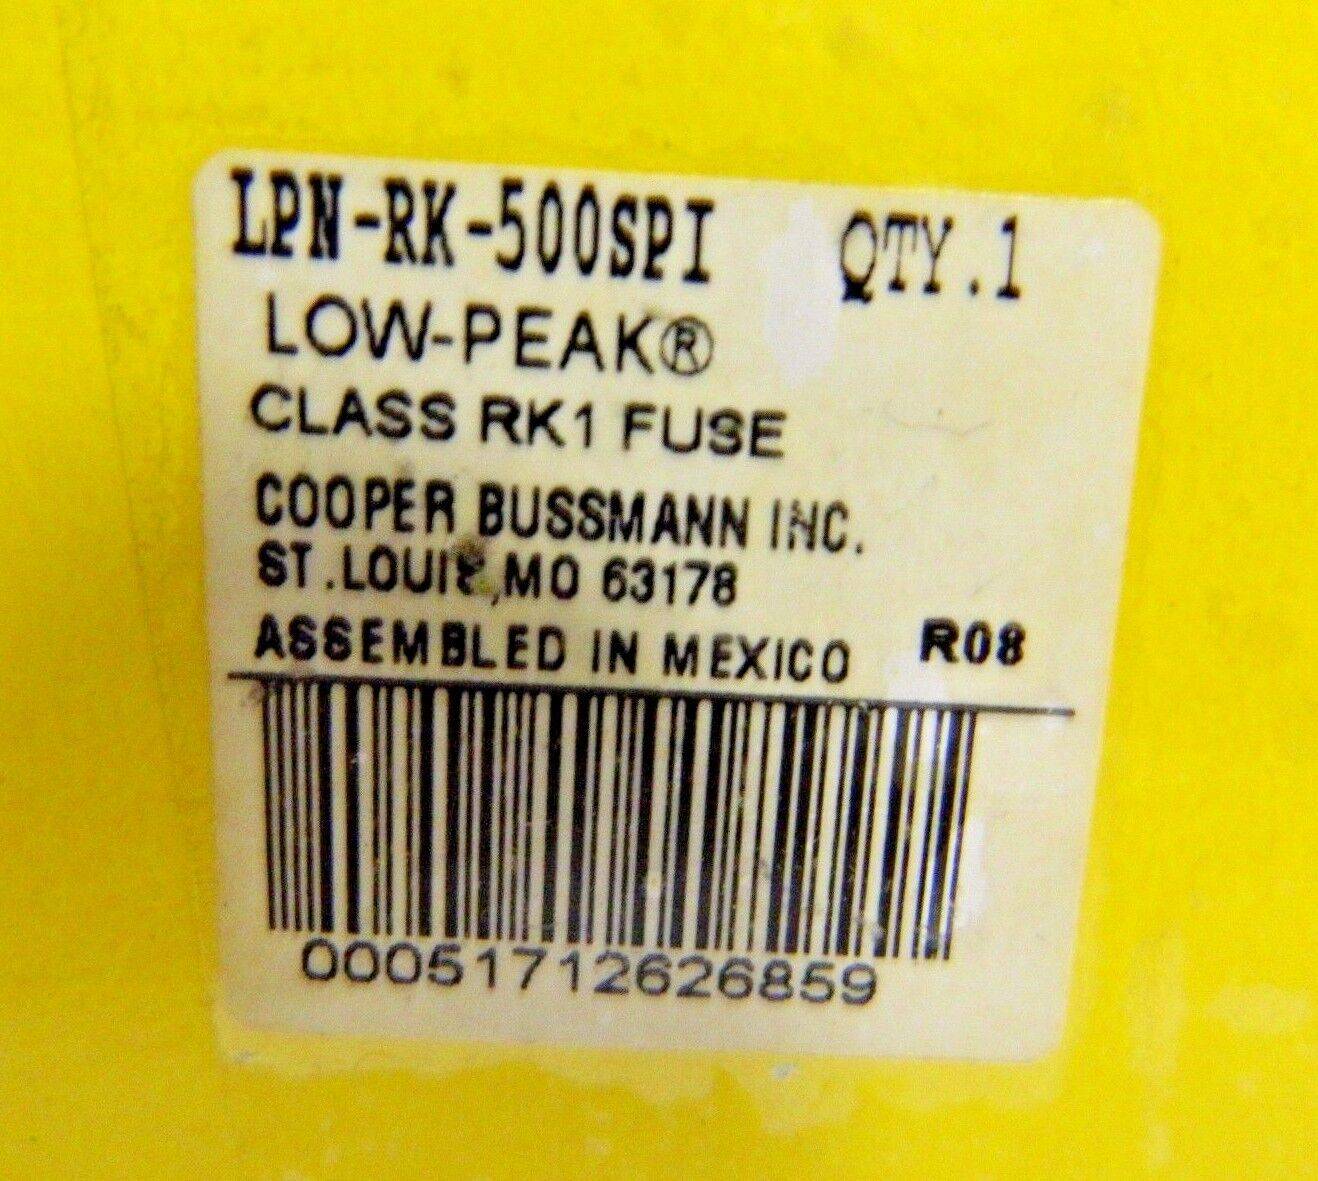 LPN-RK-500SPI QTY.1
LOW-PEAK®
CLASS RK1 FUSE
COOPER BUSSMANN INC.
ST.LOUIS,MO 63178
ASSEMBLED IN MEXICO R08
00051712626859